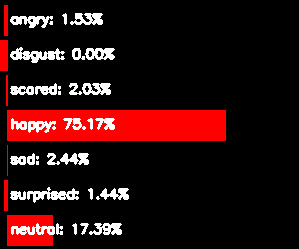 angry: 1.53%
disgust: 0.00%
scared: 2.03%
happy: 75.17%
sad: 2.44%
surprised: 1.44%
neutral: 17.39%